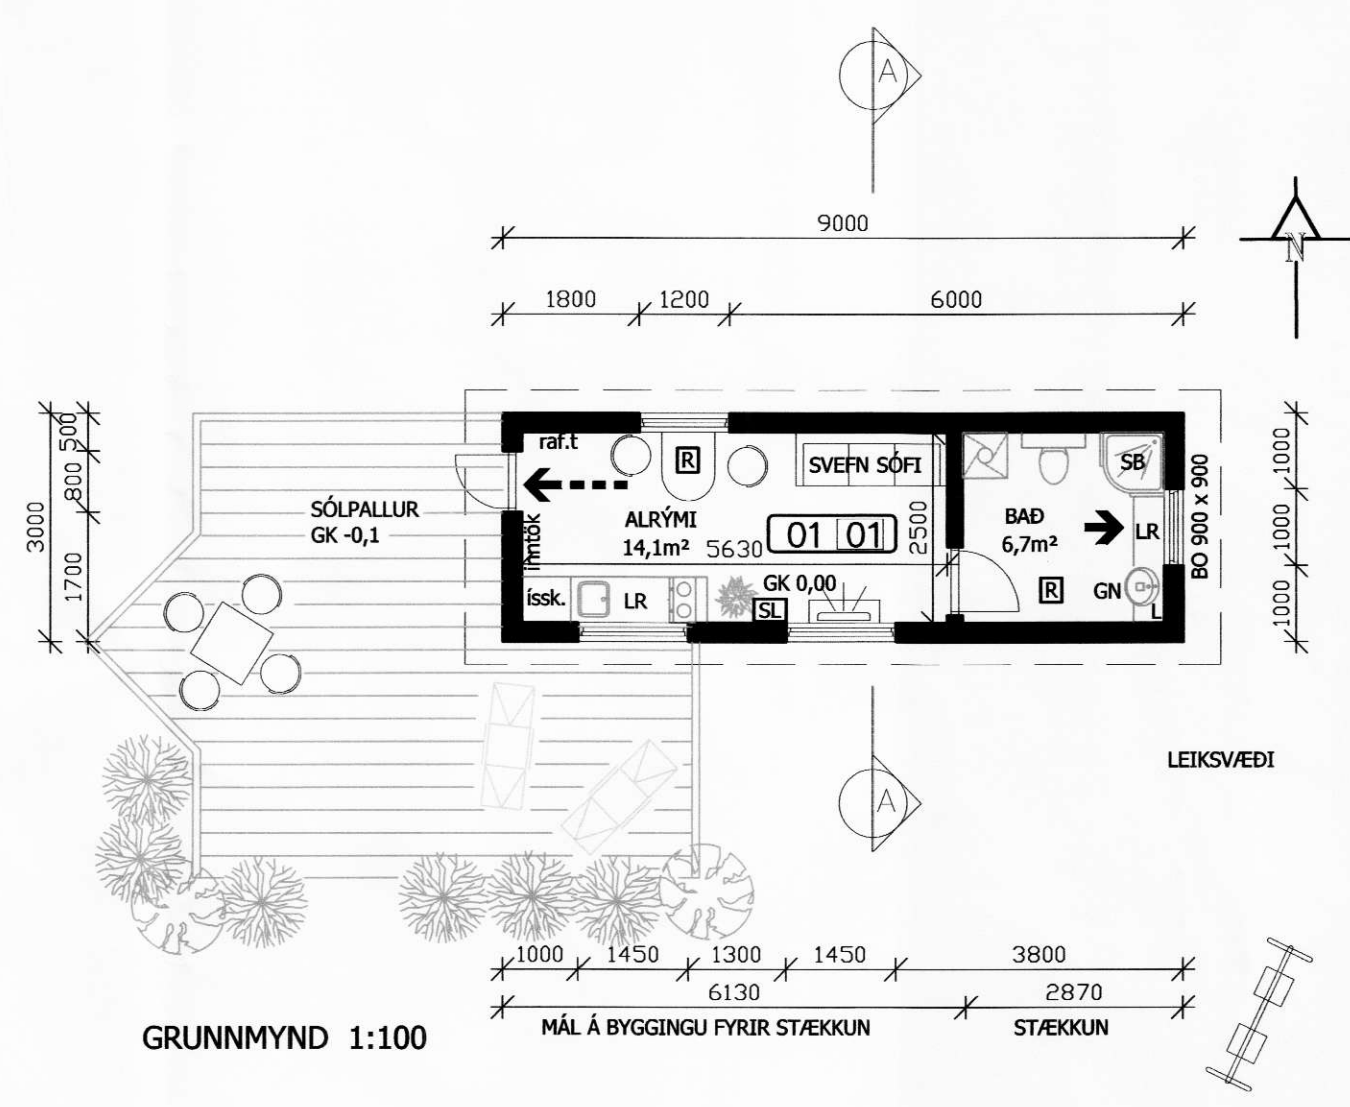 A
N
9000
1800 1200 6000
500
800
1700
3000
raf.t
R
SVEFN SÓFI
SB
1000
1000
1000
BO 900 x 900
SÓLPALLUR
GK -0,1
ALRÝMI
14,1m²
5630
01 01
2500
BAÐ
6,7m²
LR
inntök
GK 0,00
íssk.
LR
SL
R
GN
L
LEIKSVÆÐI
A
1000 1450 1300 1450 3800
6130 2870
MÁL Á BYGGINGU FYRIR STÆKKUN STÆKKUN
GRUNNMYND 1:100